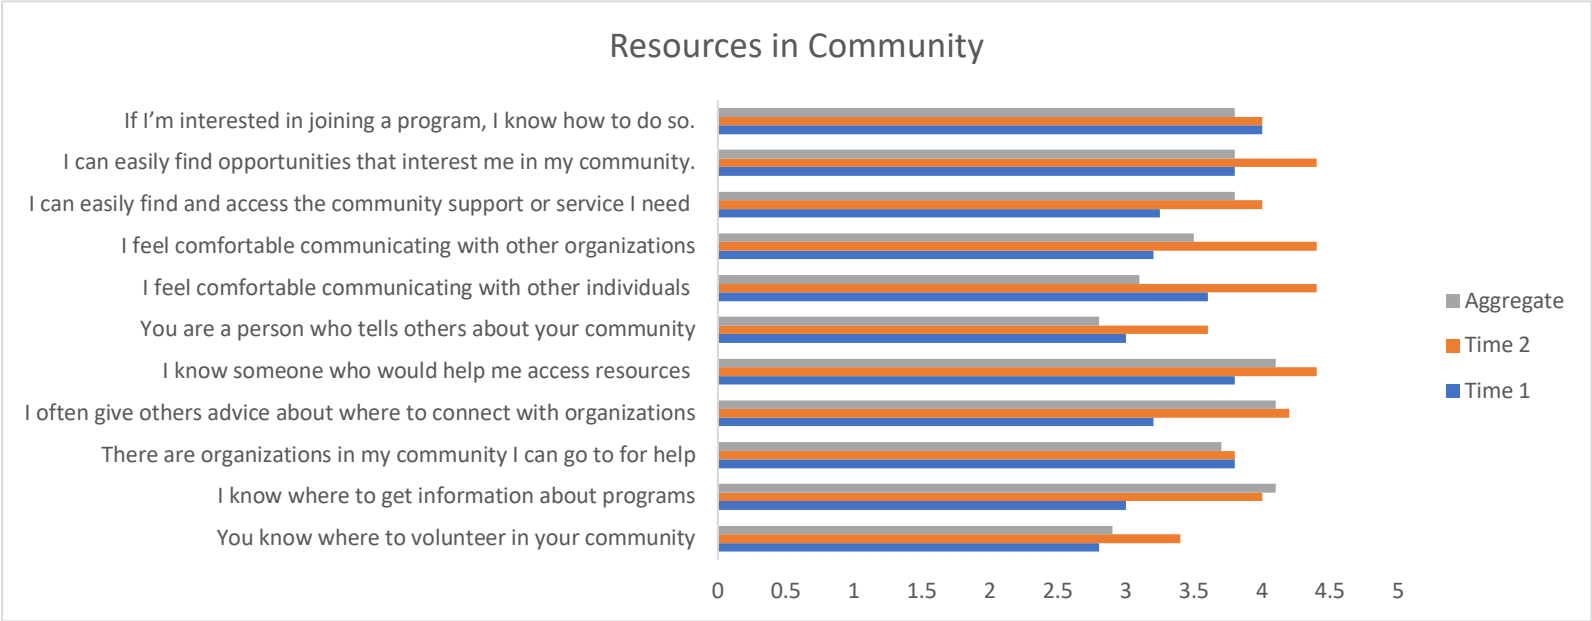 Resources in Community
If I’m interested in joining a program, I know how to do so.
I can easily find opportunities that interest me in my community.
I can easily find and access the community support or service I need
I feel comfortable communicating with other organizations
I feel comfortable communicating with other individuals
You are a person who tells others about your community
I know someone who would help me access resources
I often give others advice about where to connect with organizations
There are organizations in my community I can go to for help
I know where to get information about programs
You know where to volunteer in your community
0 0.5 1 1.5 2 2.5 3 3.5 4 4.5 5
Aggregate
Time 2
Time 1